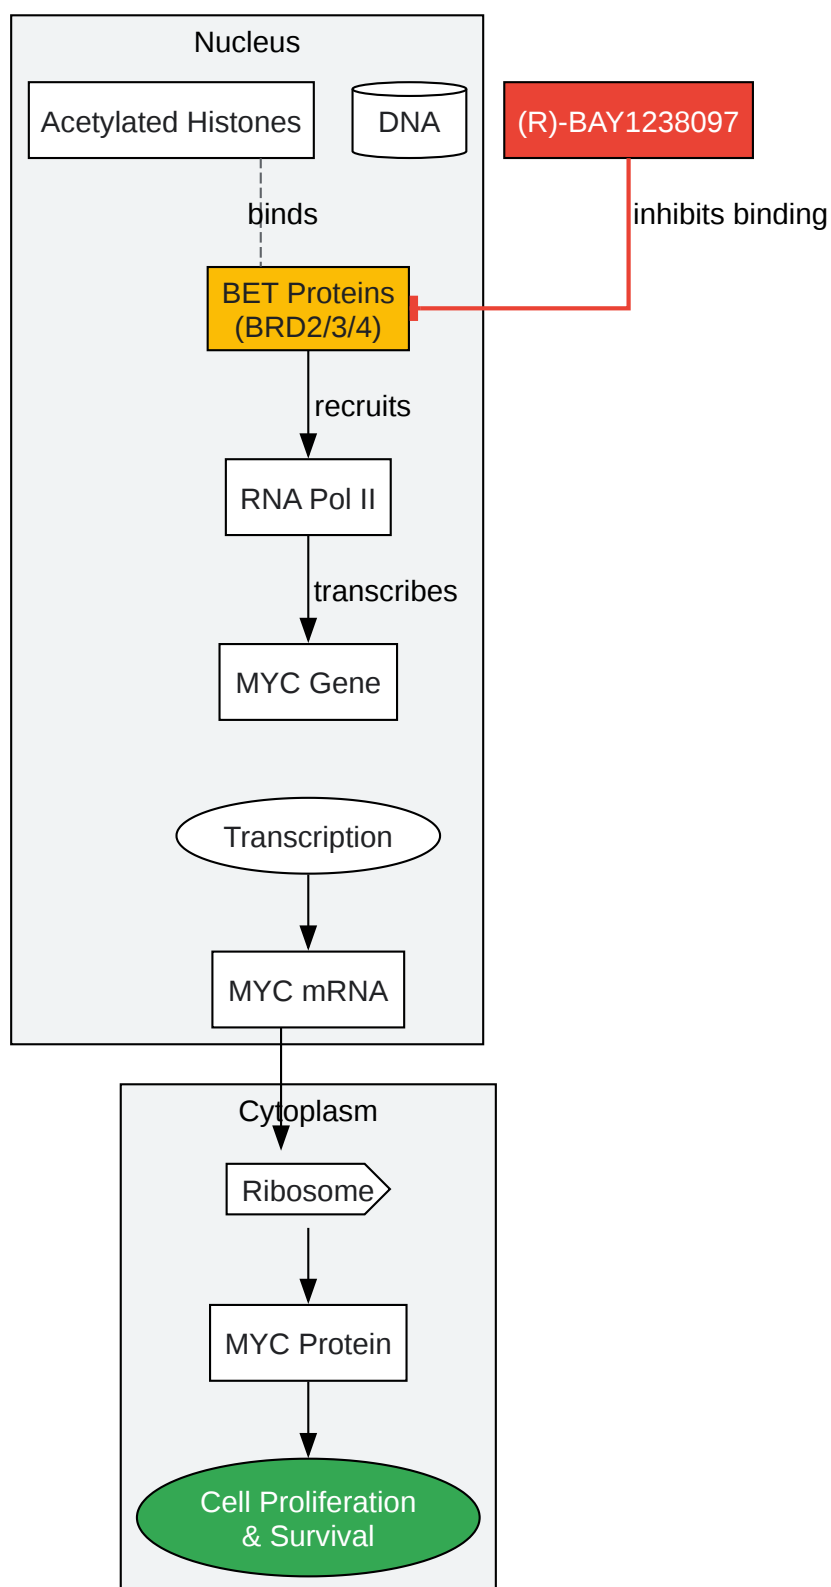 Nucleus
Acetylated Histones
DNA
(R)-BAY1238097
binds
inhibits binding
BET Proteins
(BRD2/3/4)
recruits
RNA Pol II
transcribes
MYC Gene
Transcription
MYC mRNA
Cytoplasm
Ribosome
MYC Protein
Cell Proliferation
& Survival